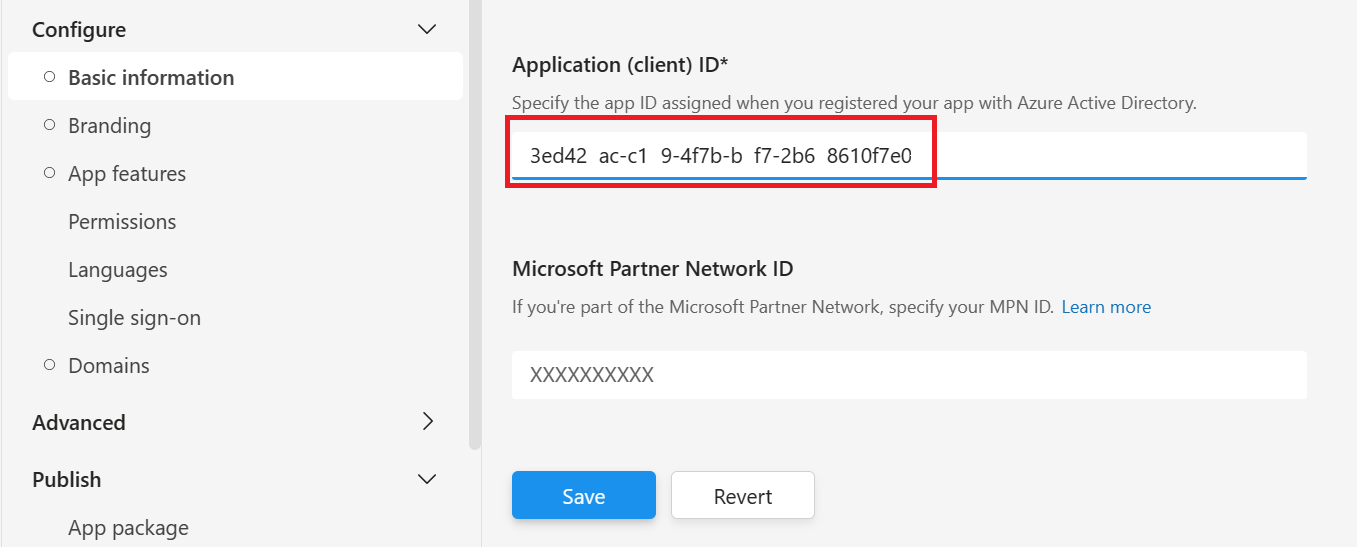 Configure
Basic information
Branding
App features
Permissions
Languages
Single sign-on
Domains
Advanced
Publish
App package
Application (client) ID*
Specify the app ID assigned when you registered your app with Azure Active Directory.
3ed42 ac-c1 9-4f7b-b f7-2b6 8610f7e0
Microsoft Partner Network ID
If you're part of the Microsoft Partner Network, specify your MPN ID. Learn more
XXXXXXXXXX
Save Revert